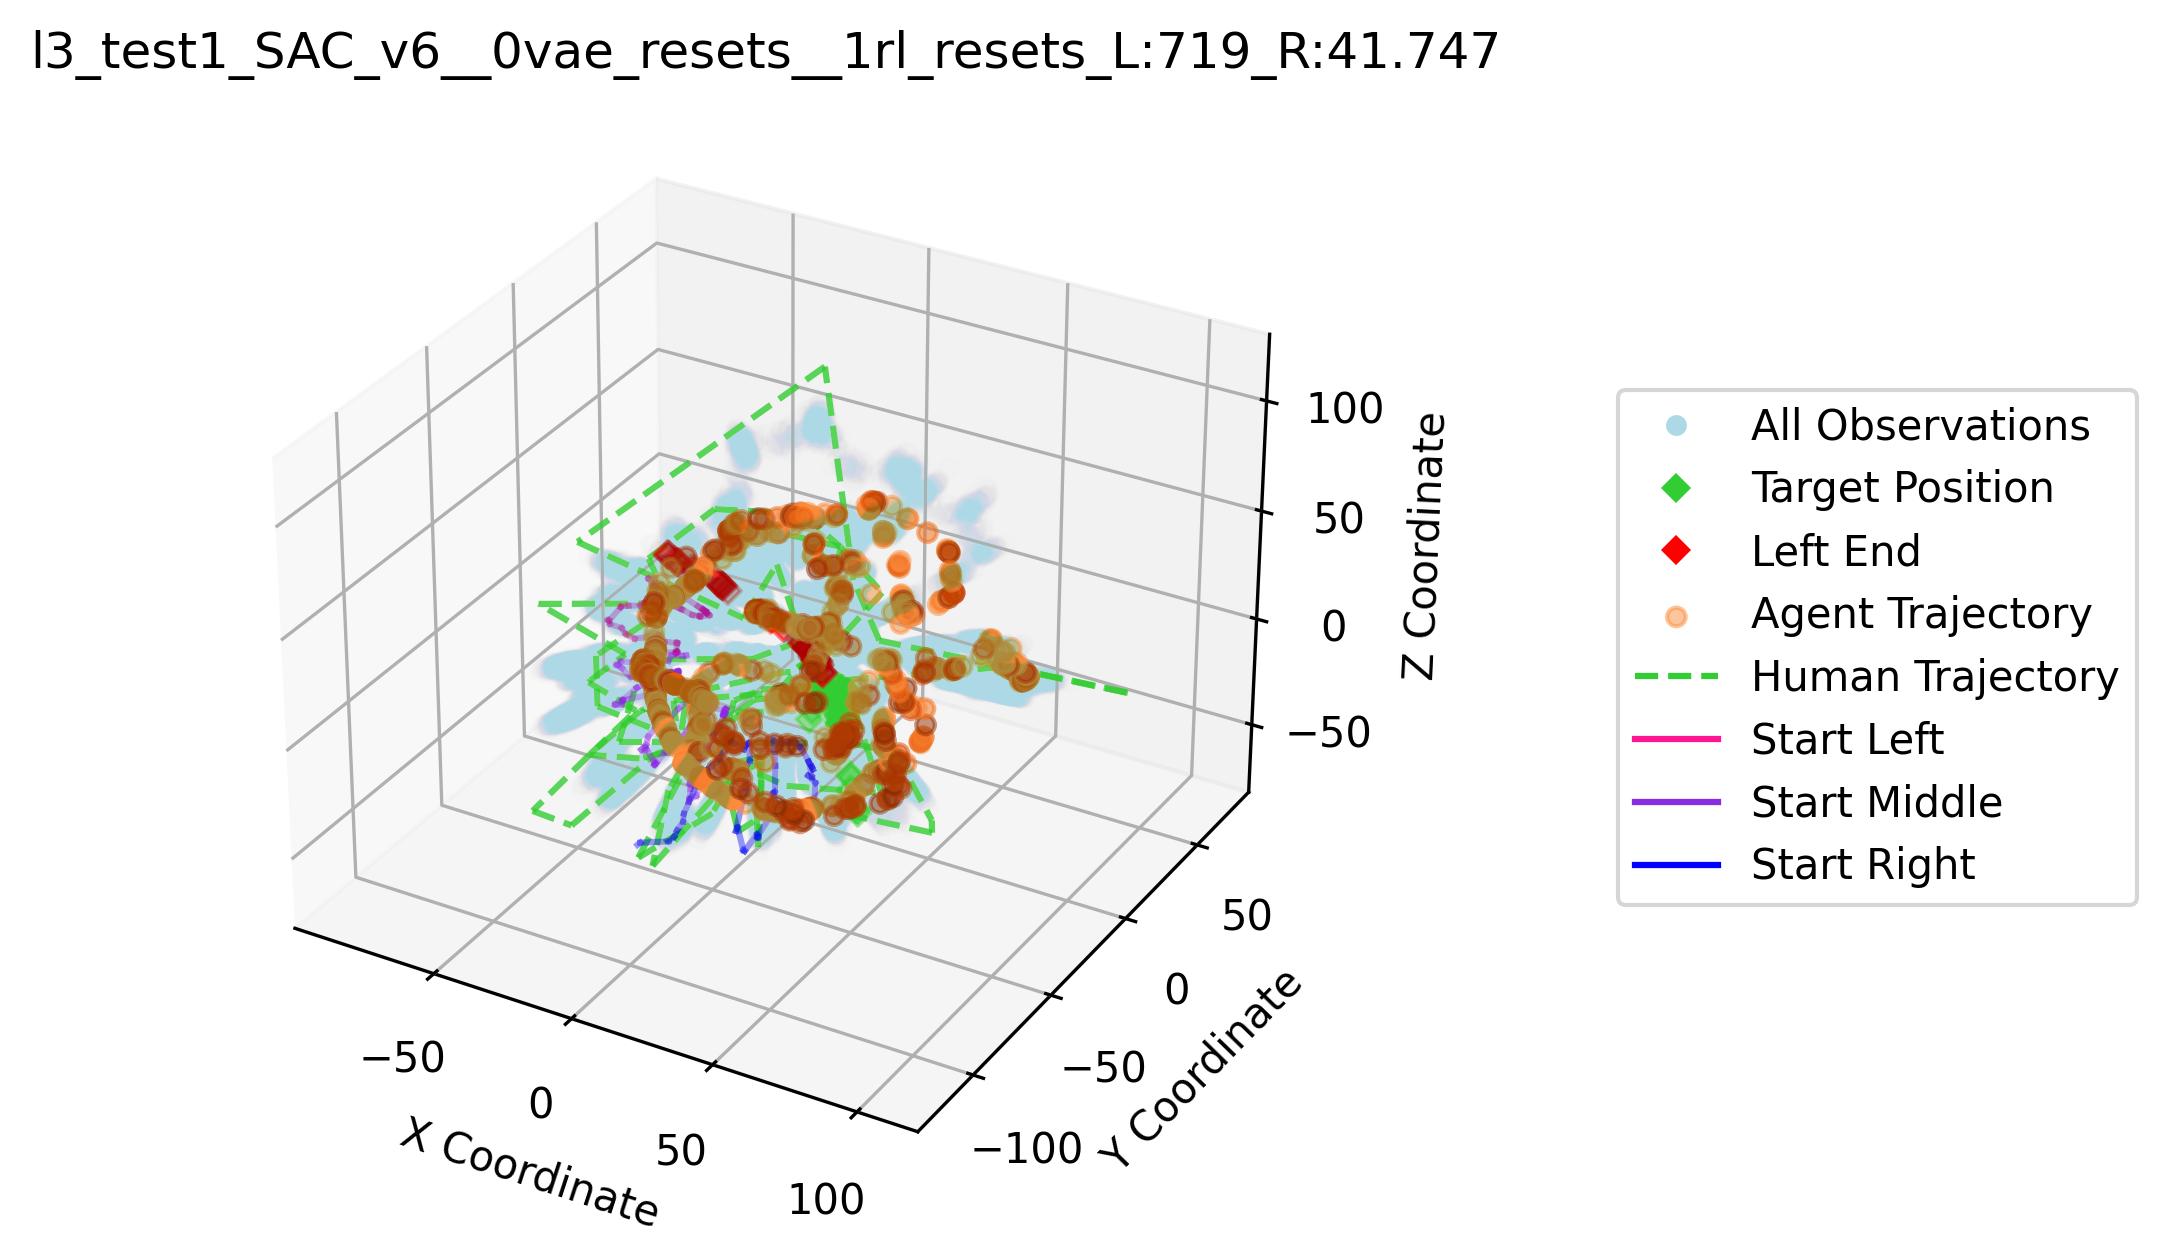 l3_test1_SAC_v6__0vae_resets__1rl_resets_L:719_R:41.747
100
50
0
−50
Z Coordinate
50
0
−50
−100
Y Coordinate
−50
0
50
100
X Coordinate
All Observations
Target Position
Left End
Agent Trajectory
Human Trajectory
Start Left
Start Middle
Start Right